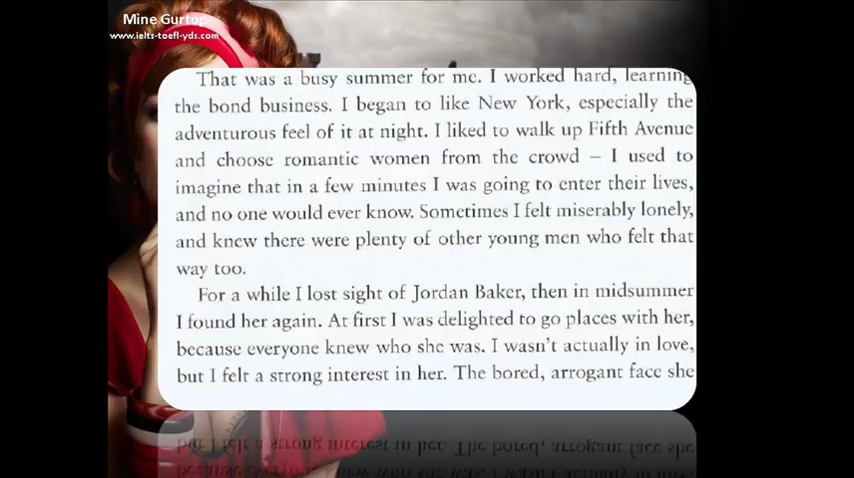 Mine Gurtop
www.ielts-toefl-yds.com
That was a busy summer for me. I worked hard, learning
the bond business. I began to like New York, especially the
adventurous feel of it at night. I liked to walk up Fifth Avenue
and choose romantic women from the crowd – I used to
imagine that in a few minutes I was going to enter their lives,
and no one would ever know. Sometimes I felt miserably lonely,
and knew there were plenty of other young men who felt that
way too.
For a while I lost sight of Jordan Baker, then in midsummer
I found her again. At first I was delighted to go places with her,
because everyone knew who she was. I wasn't actually in love,
but I felt a strong interest in her. The bored, arrogant face she